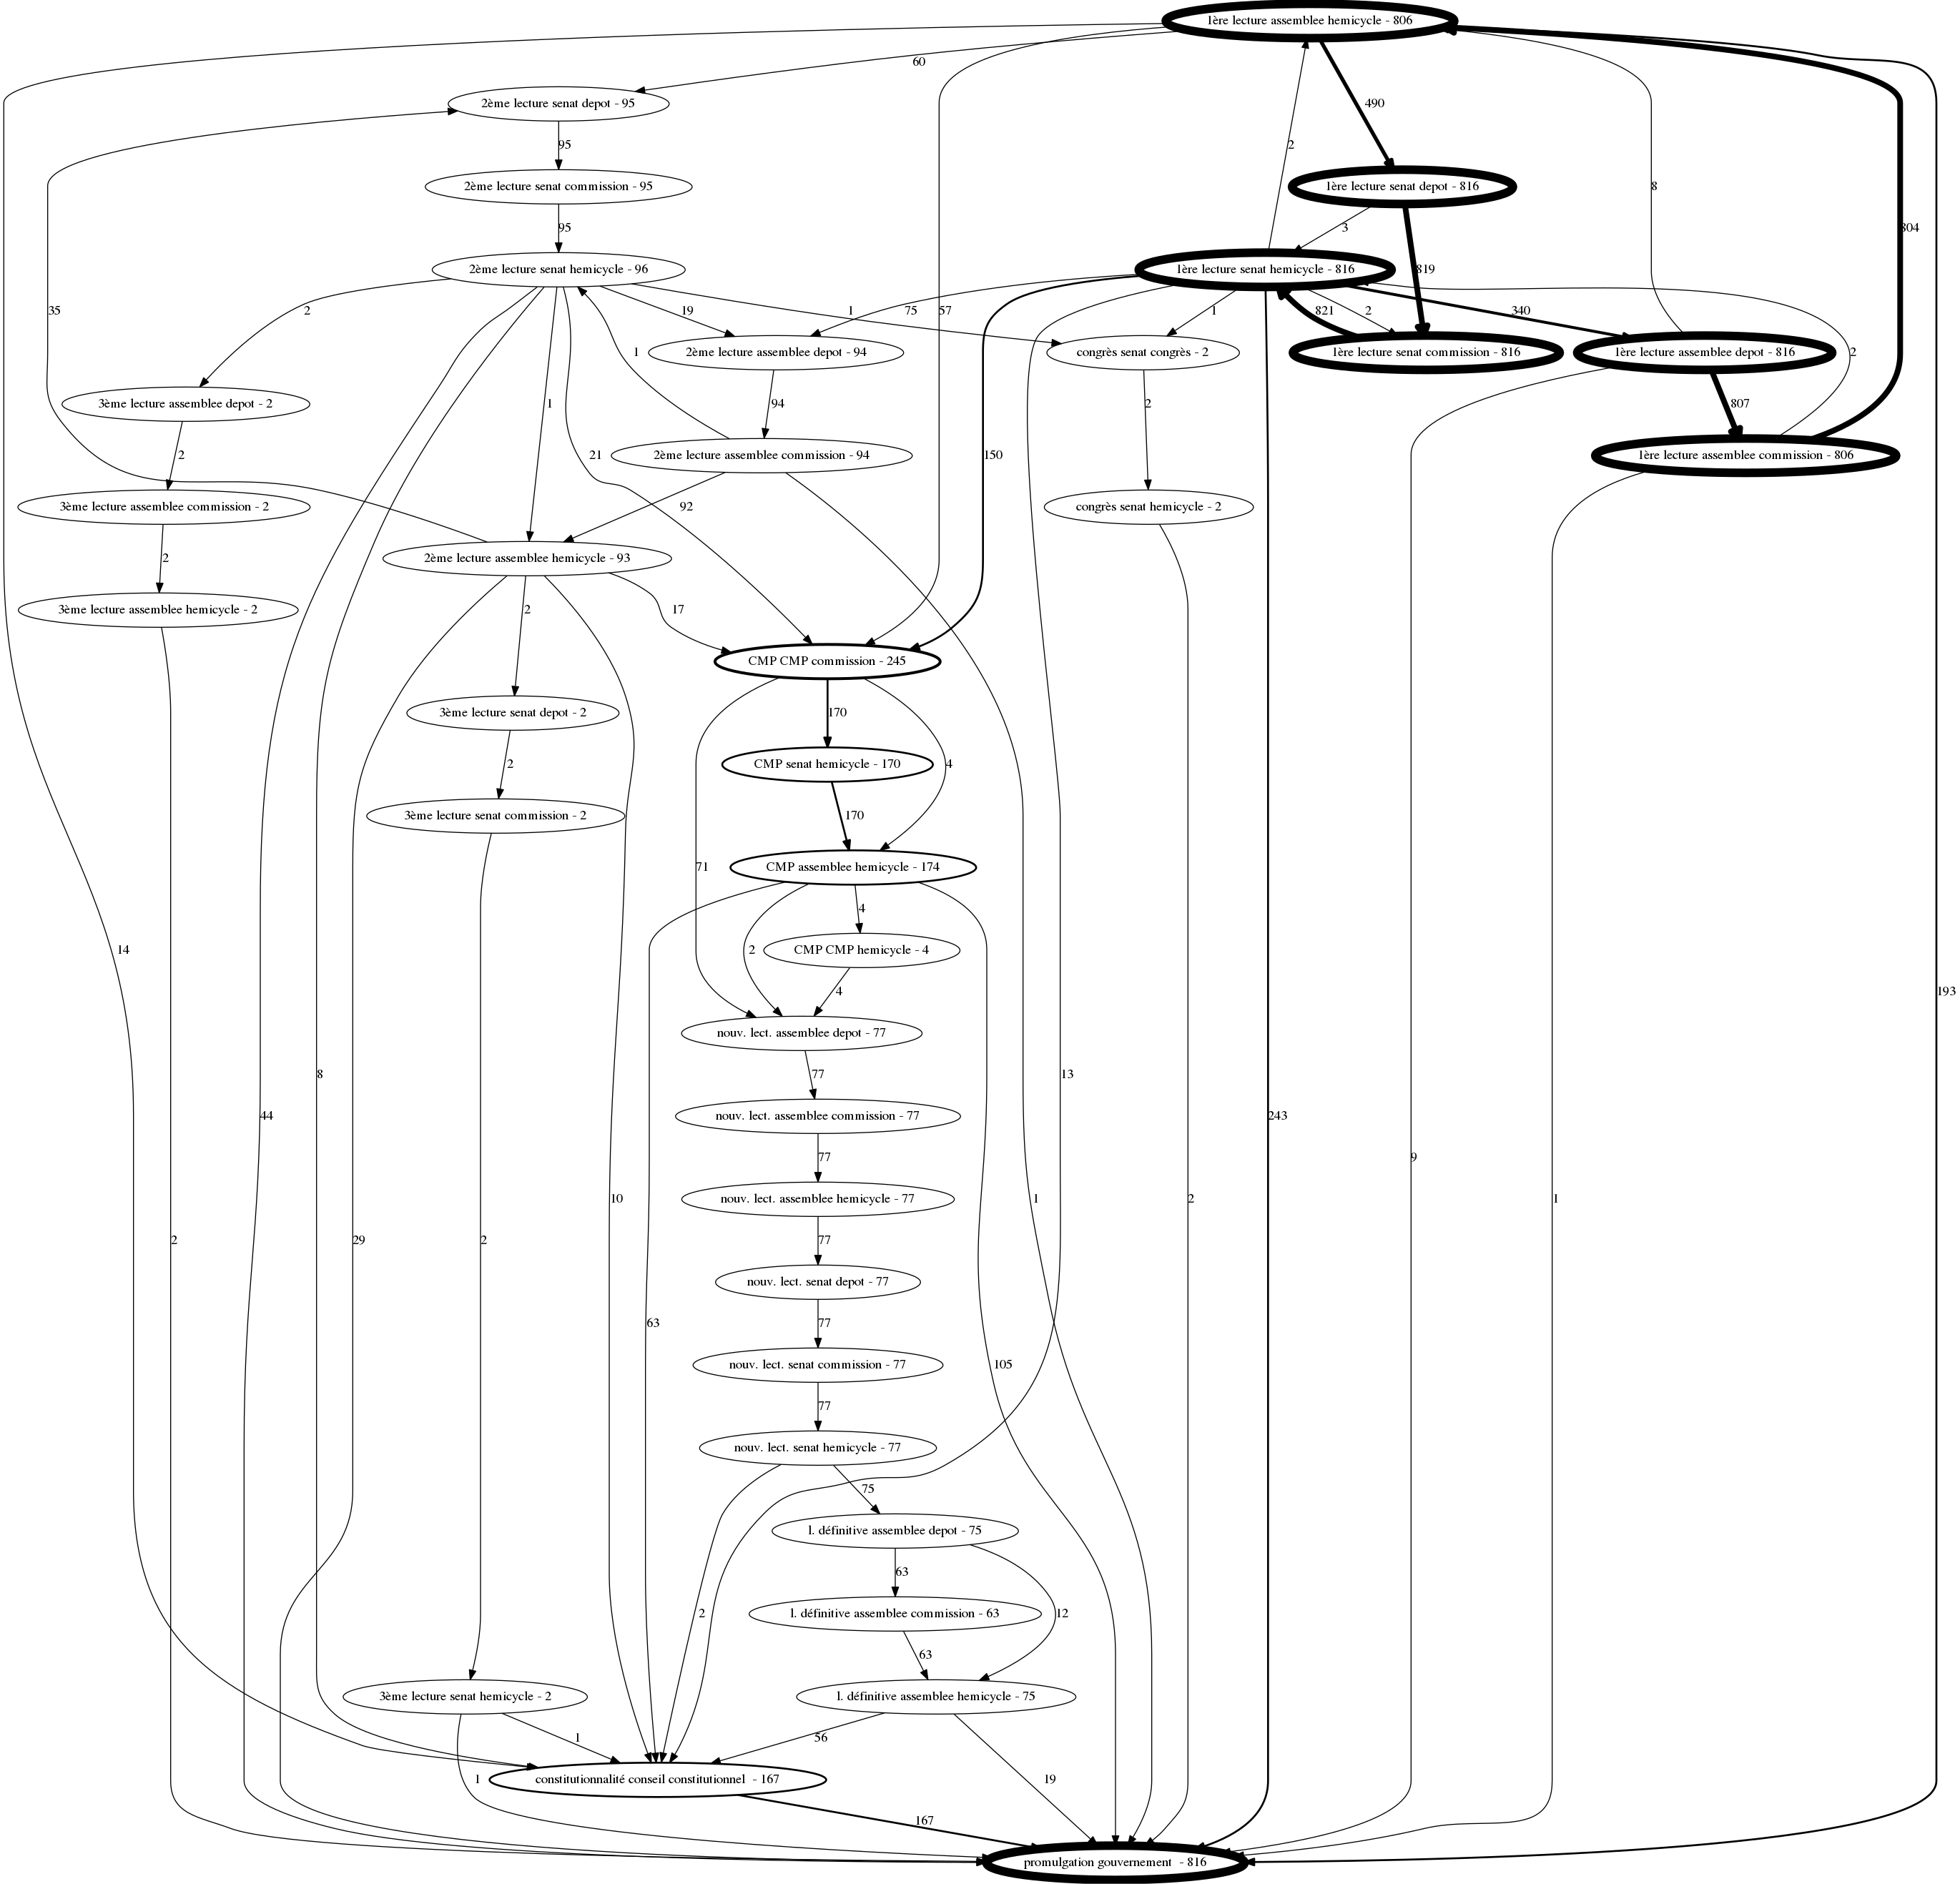 1ère lecture assemblee hemicycle - 806
60
2ème lecture senat depot - 95
490
95
2
1ère lecture senat depot - 816
8
2ème lecture senat commission - 95
95
3
804
2ème lecture senat hemicycle - 96
1ère lecture senat hemicycle - 816
819
35
2
19
1
75
57
1
821
2
340
1
2ème lecture assemblee depot - 94
congrès senat congrès - 2
1ère lecture senat commission - 816
1ère lecture assemblee depot - 816
2
3ème lecture assemblee depot - 2
1
94
2
807
2
21
2ème lecture assemblee commission - 94
150
1ère lecture assemblee commission - 806
3ème lecture assemblee commission - 2
92
congrès senat hemicycle - 2
2
2ème lecture assemblee hemicycle - 93
3ème lecture assemblee hemicycle - 2
2
17
CMP CMP commission - 245
3ème lecture senat depot - 2
170
2
CMP senat hemicycle - 170
4
3ème lecture senat commission - 2
170
71
CMP assemblee hemicycle - 174
4
14
2
CMP CMP hemicycle - 4
4
193
nouv. lect. assemblee depot - 77
8
77
13
44
nouv. lect. assemblee commission - 77
243
77
9
10
nouv. lect. assemblee hemicycle - 77
1
2
1
2
29
2
77
nouv. lect. senat depot - 77
63
77
nouv. lect. senat commission - 77
105
77
nouv. lect. senat hemicycle - 77
75
l. définitive assemblee depot - 75
63
2
l. définitive assemblee commission - 63
12
63
3ème lecture senat hemicycle - 2
l. définitive assemblee hemicycle - 75
1
56
1
constitutionnalité conseil constitutionnel - 167
19
167
promulgation gouvernement - 816